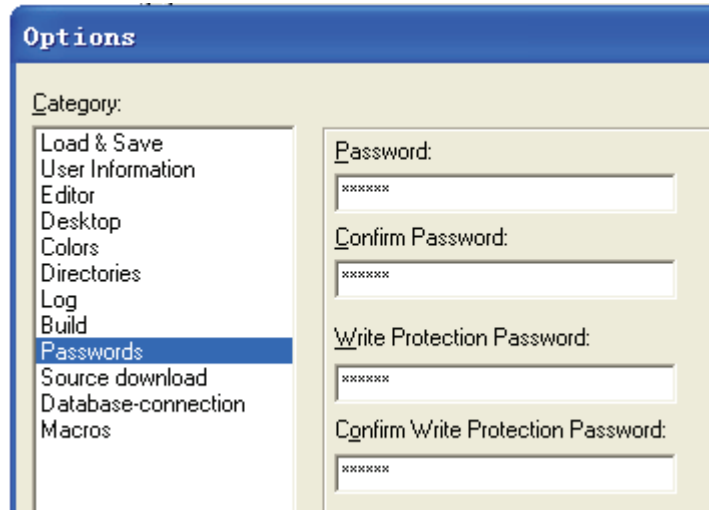 Options
Category:
Load & Save
User Information
Editor
Desktop
Colors
Directories
Log
Build
Passwords
Source download
Database-connection
Macros
Password:
******
Confirm Password:
******
Write Protection Password:
******
Confirm Write Protection Password:
******